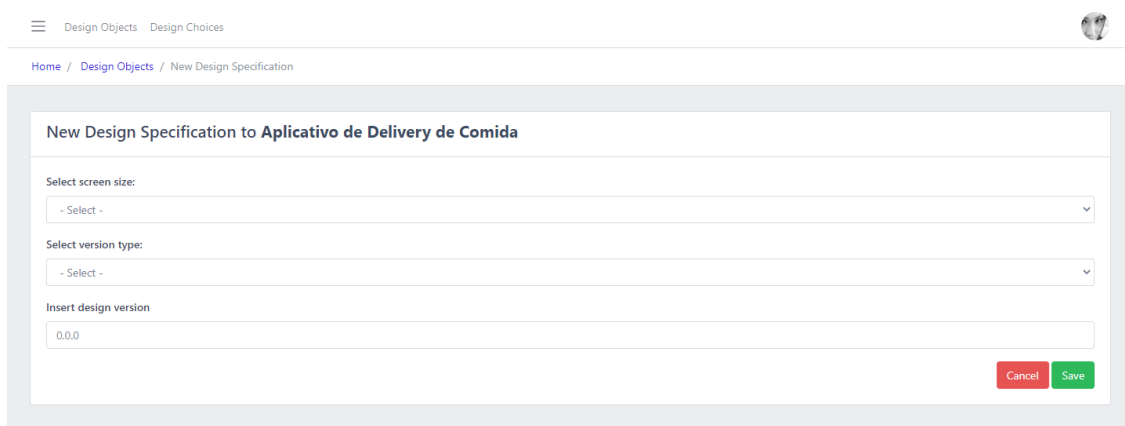 Design Objects Design Choices
Home / Design Objects / New Design Specification
New Design Specification to Aplicativo de Delivery de Comida
Select screen size:
- Select -
Select version type:
- Select -
Insert design version
0.0.0
Cancel Save